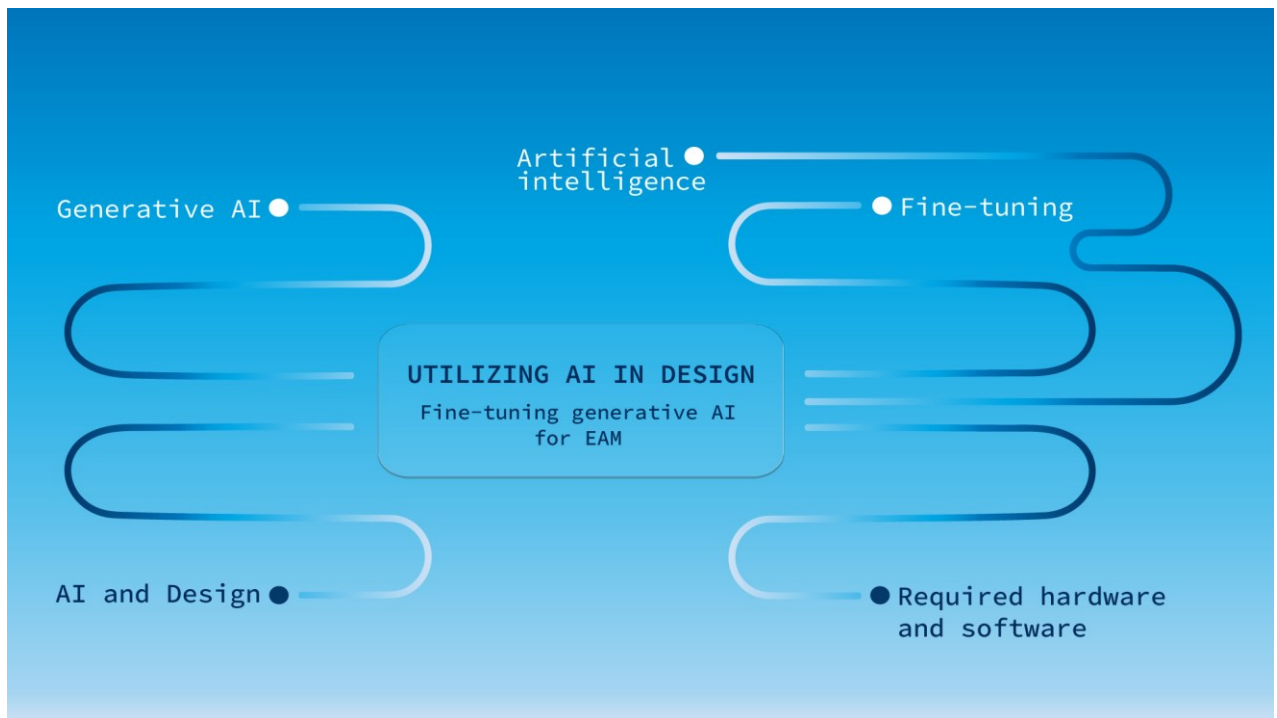 Artificial
intelligence
Generative AI
Fine-tuning
UTILIZING AI IN DESIGN
Fine-tuning generative AI
for EAM
AI and Design
Required hardware
and software